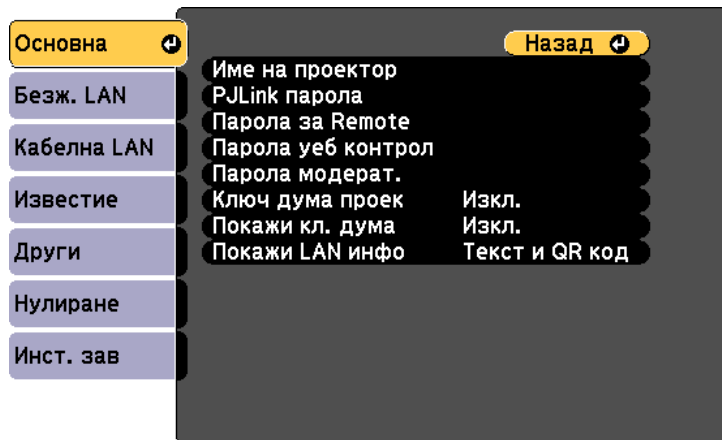 Основна
Безж. LAN
Кабелна LAN
Известие
Други
Нулиране
Инст. зав
Назад
Име на проектор
PJLink парола
Парола за Remote
Парола уеб контрол
Парола модерат.
Ключ дума проек Изкл.
Покажи кл. дума Изкл.
Покажи LAN инфо Текст и QR код